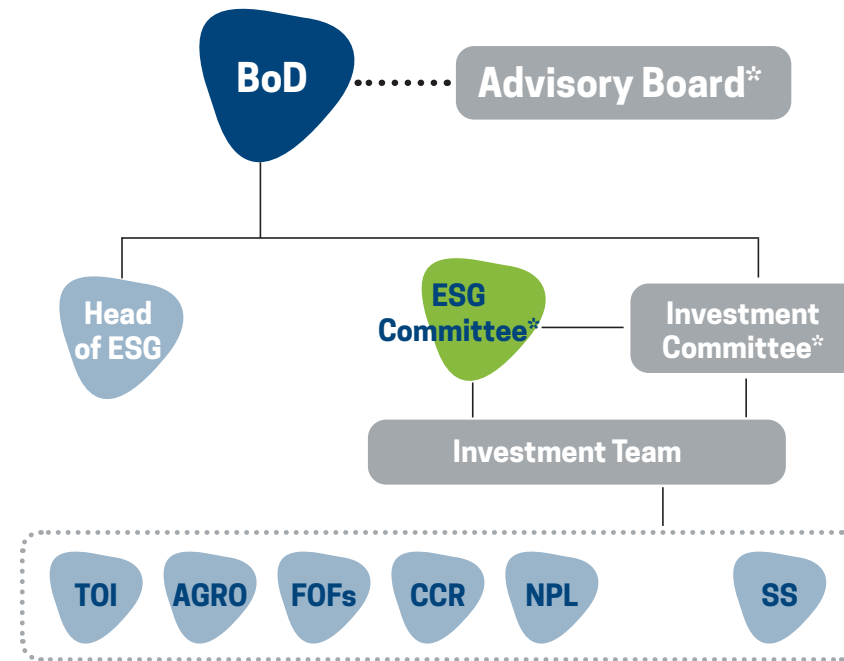 BoD
Advisory Board*
Head
of ESG
ESG
Committee*
Investment
Committee*
Investment Team
TOI
AGRO
FOFs
CCR
NPL
SS